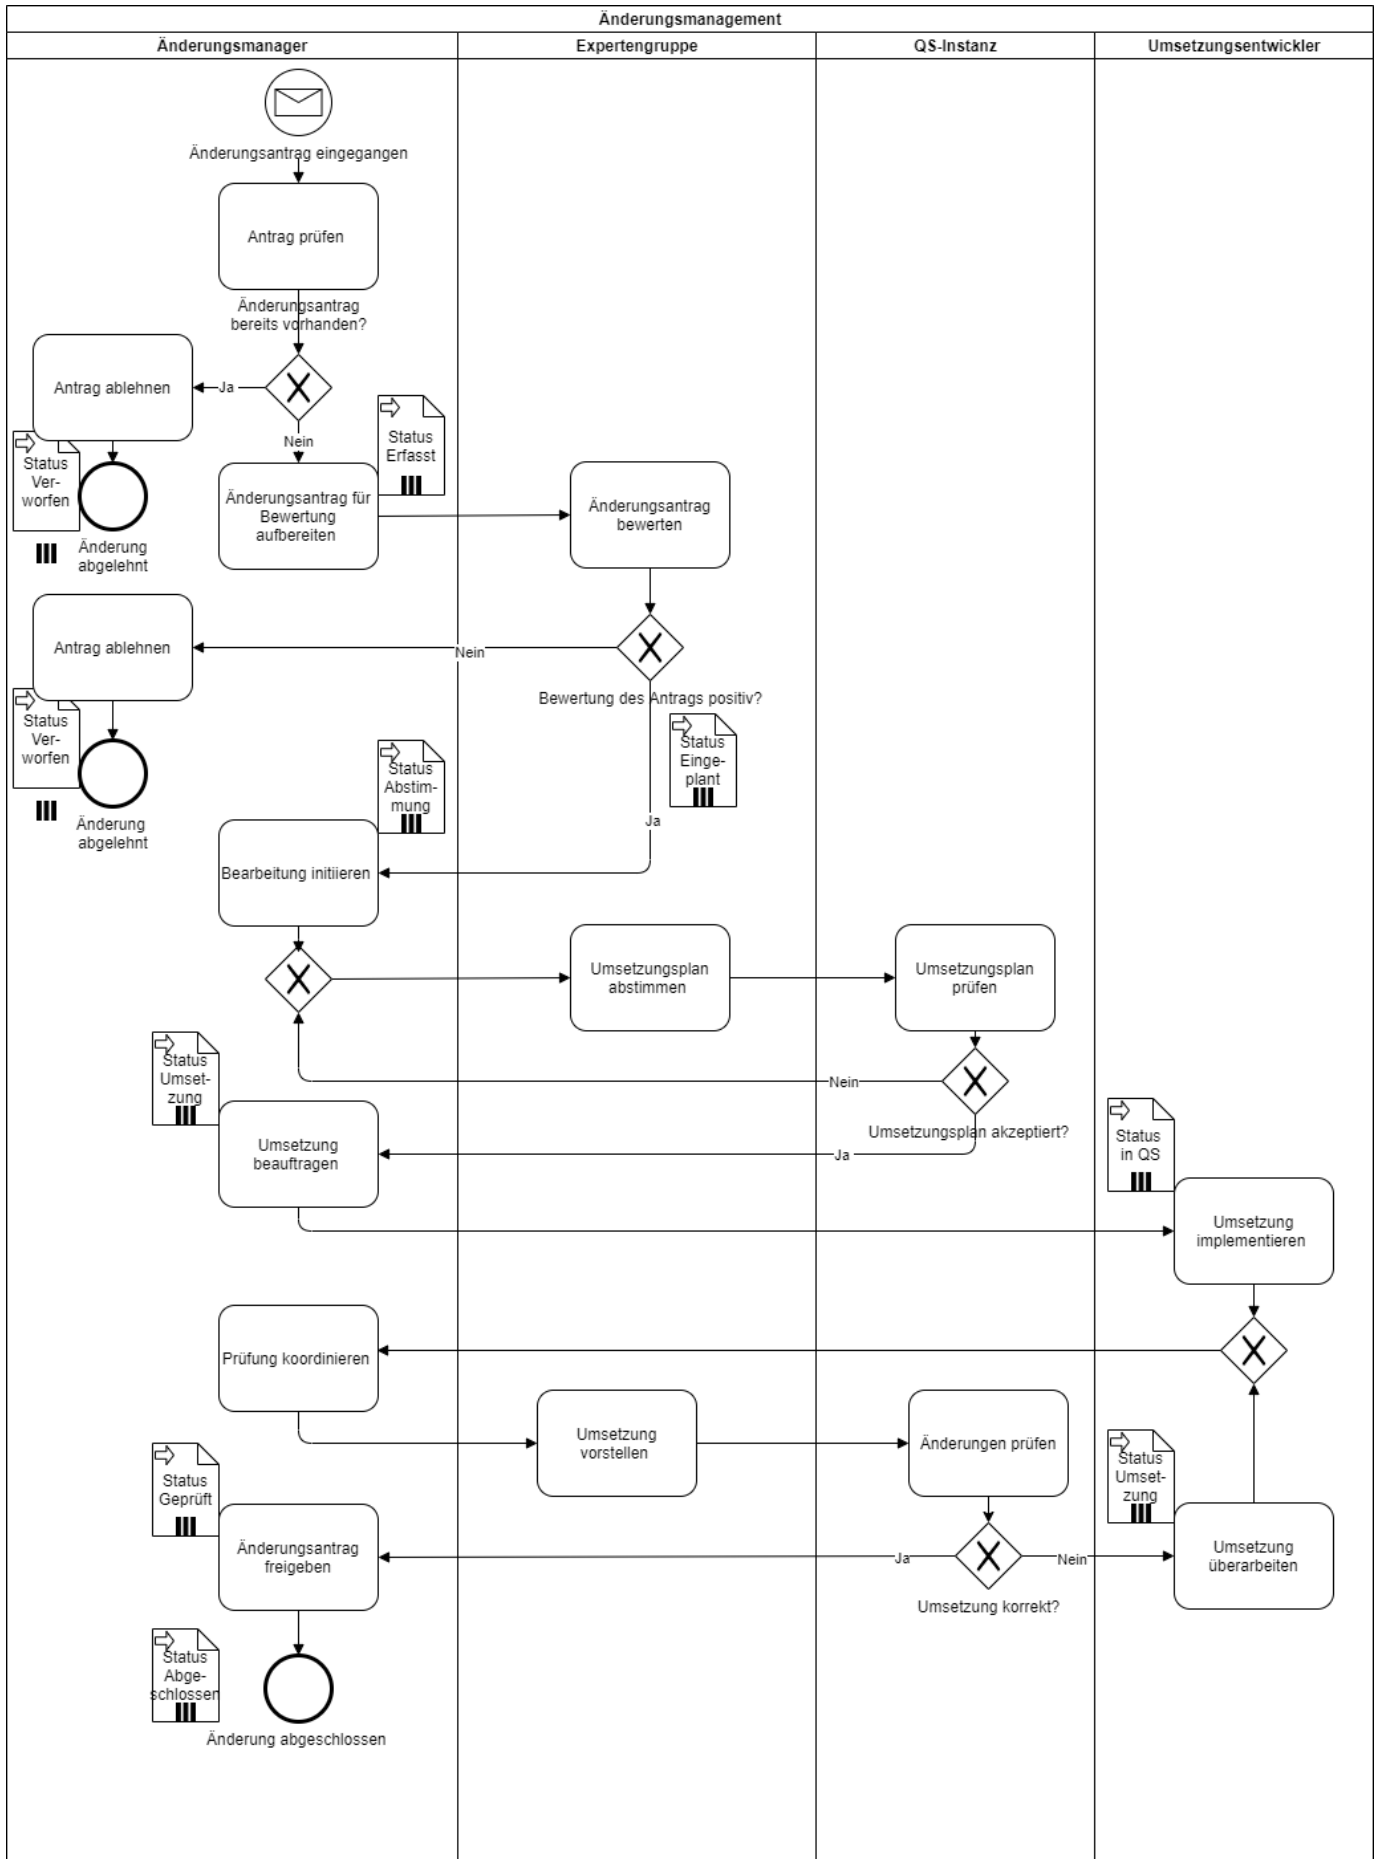 Änderungsmanagement
Änderungsmanager
Expertengruppe
QS-Instanz
Umsetzungsentwickler
Änderungsantrag eingegangen
Antrag prüfen
Änderungsantrag
bereits vorhanden?
Antrag ablehnen
Ja
Nein
Status
Erfasst
Status
Ver-
worfen
Änderung
abgelehnt
Änderungsantrag für
Bewertung
aufbereiten
Änderungsantrag
bewerten
Antrag ablehnen
Nein
Bewertung des Antrags positiv?
Status
Ver-
worfen
Änderung
abgelehnt
Status
Einge-
plant
Status
Abstim-
mung
Ja
Bearbeitung initiieren
Umsetzungsplan
abstimmen
Umsetzungsplan
prüfen
Status
Umset-
zung
Nein
Umsetzungsplan akzeptiert?
Ja
Umsetzung
beauftragen
Status
in QS
Umsetzung
implementieren
Prüfung koordinieren
Umsetzung
vorstellen
Änderungen prüfen
Status
Umset-
zung
Status
Geprüft
Änderungsantrag
freigeben
Ja
Nein
Umsetzung
überarbeiten
Umsetzung korrekt?
Status
Abge-
schlossen
Änderung abgeschlossen